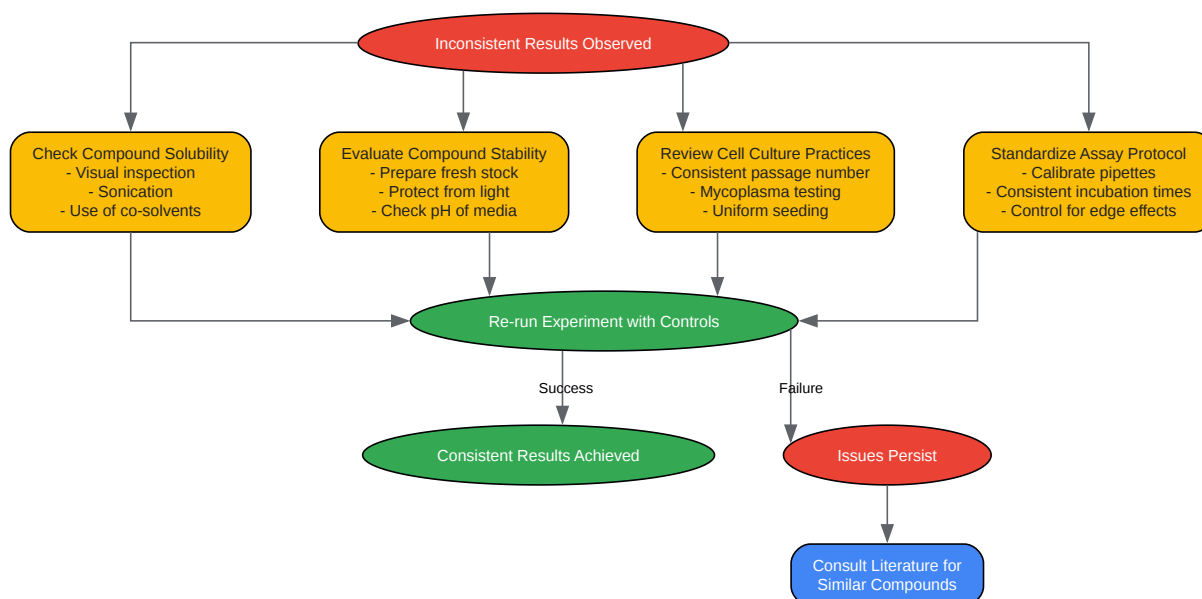 Inconsistent Results Observed
Check Compound Solubility
- Visual inspection
- Sonication
- Use of co-solvents
Evaluate Compound Stability
- Prepare fresh stock
- Protect from light
- Check pH of media
Review Cell Culture Practices
- Consistent passage number
- Mycoplasma testing
- Uniform seeding
Standardize Assay Protocol
- Calibrate pipettes
- Consistent incubation times
- Control for edge effects
Re-run Experiment with Controls
Success
Failure
Consistent Results Achieved
Issues Persist
Consult Literature for
Similar Compounds